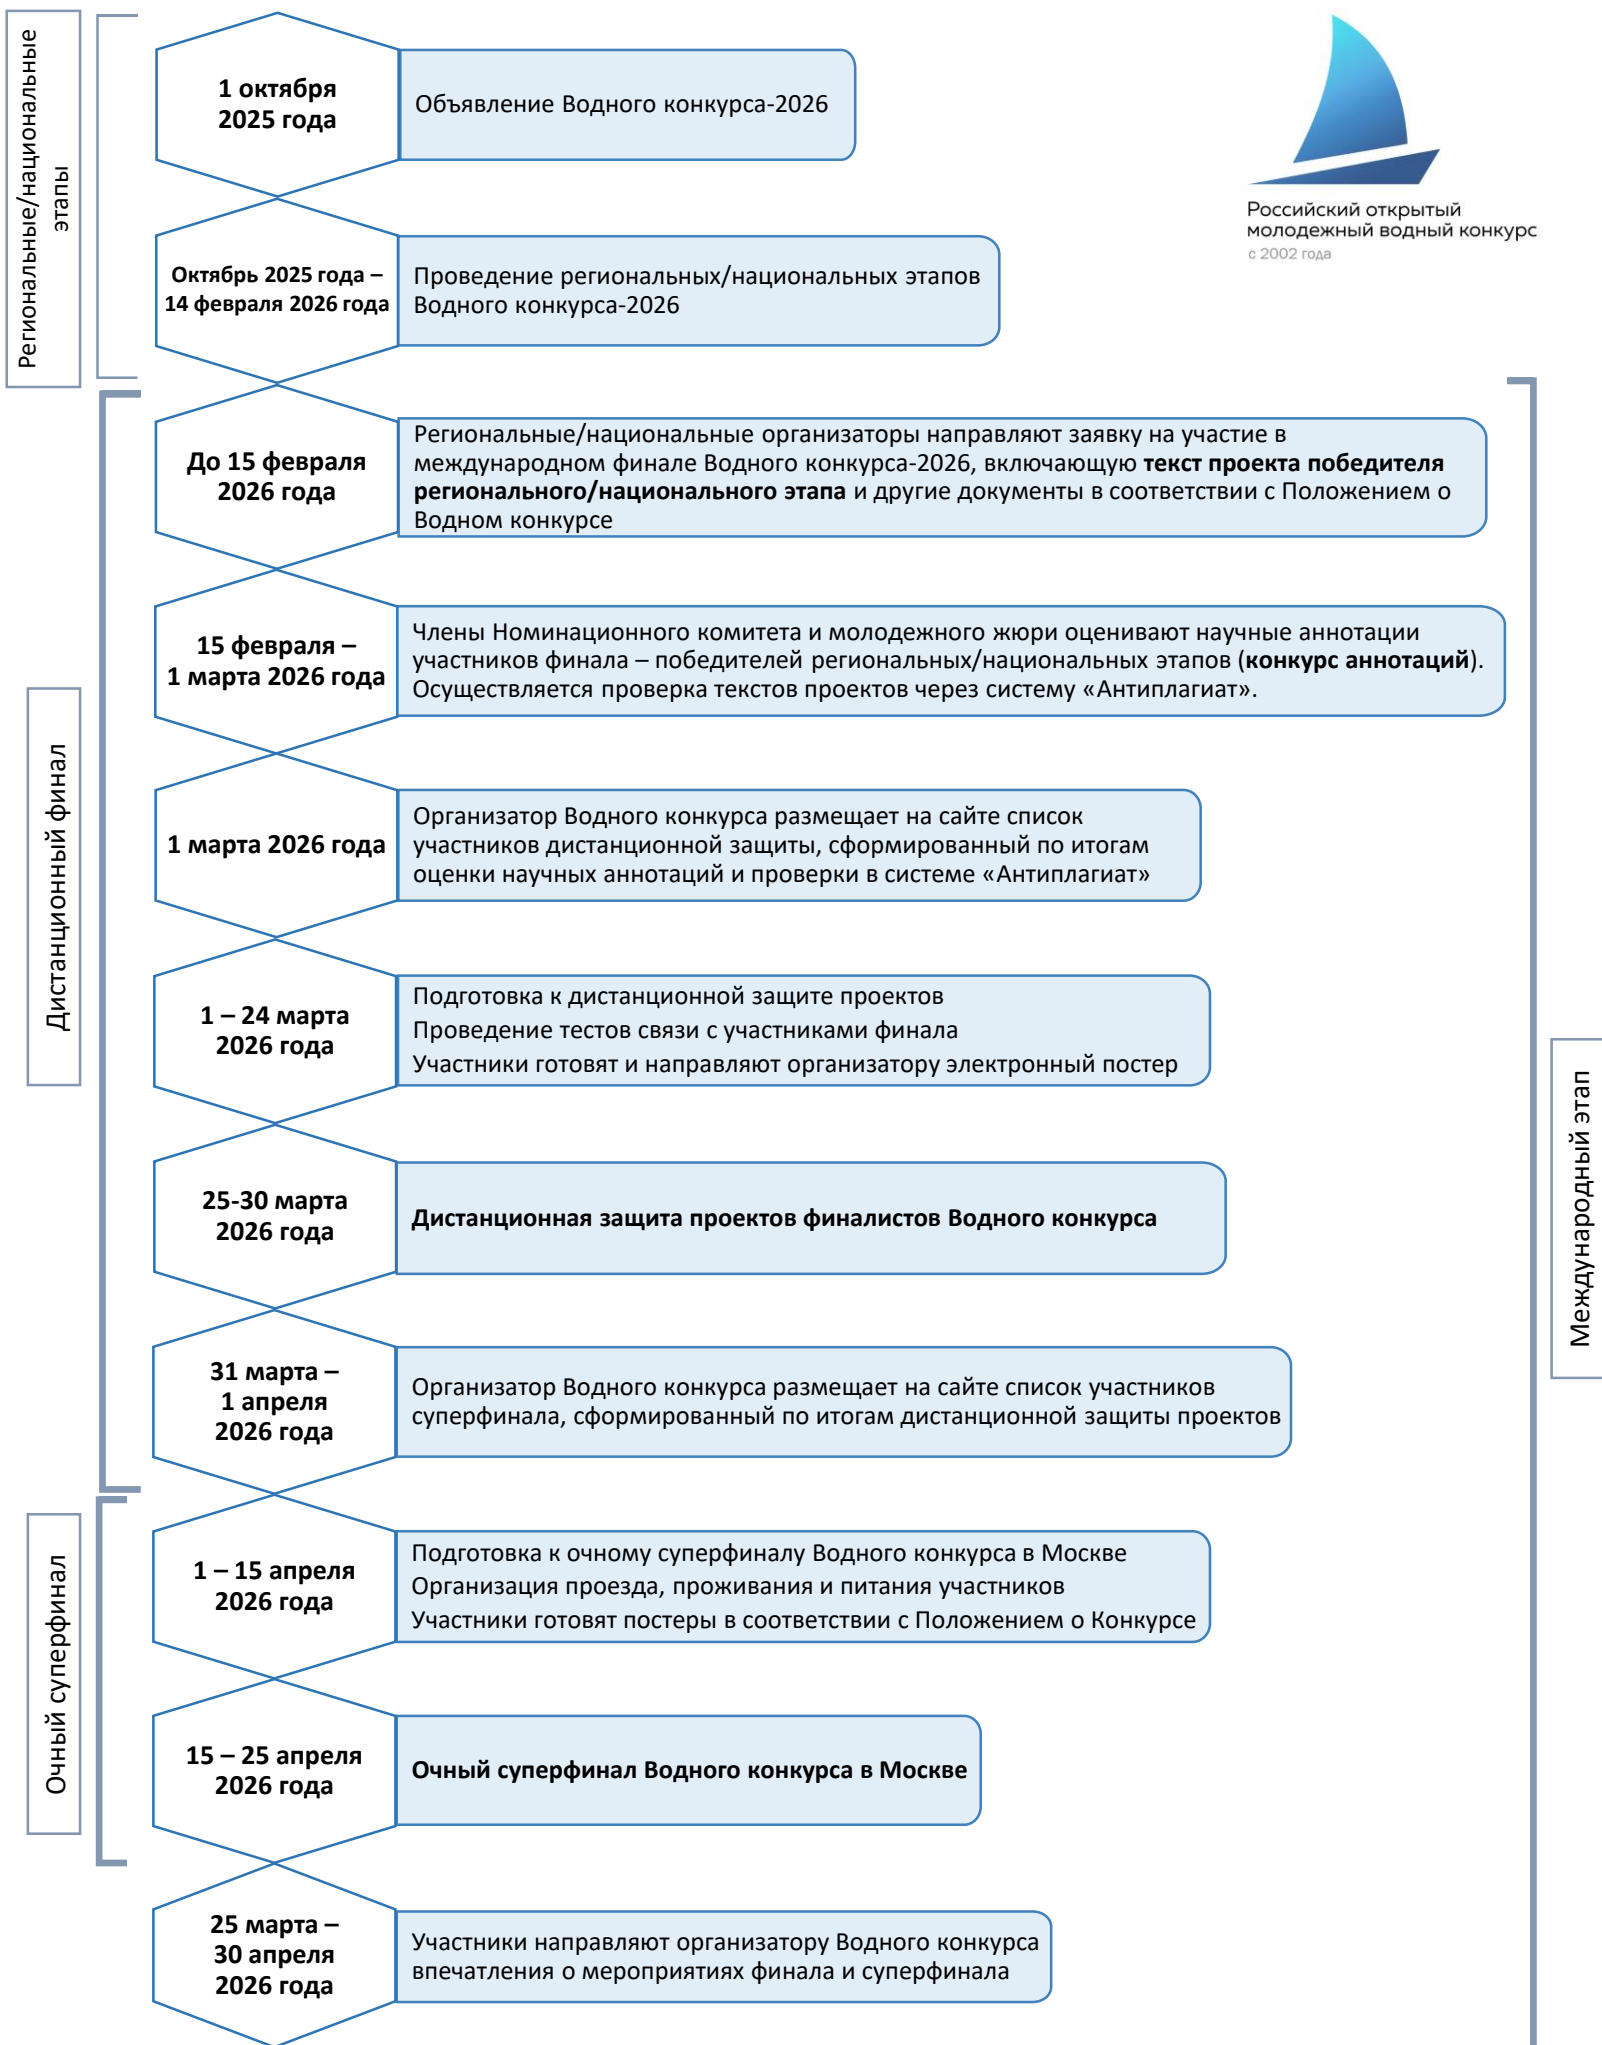 Региональные/национальные
этапы
1 октября
2025 года
Объявление Водного конкурса-2026
Российский открытый
молодежный водный конкурс
с 2002 года
Октябрь 2025 года –
14 февраля 2026 года
Проведение региональных/национальных этапов
Водного конкурса-2026
До 15 февраля
2026 года
Региональные/национальные организаторы направляют заявку на участие в
международном финале Водного конкурса-2026, включающую текст проекта победителя
регионального/национального этапа и другие документы в соответствии с Положением о
Водном конкурсе
Дистанционный финал
15 февраля –
1 марта 2026 года
Члены Номинационного комитета и молодежного жюри оценивают научные аннотации
участников финала – победителей региональных/национальных этапов (конкурс аннотаций).
Осуществляется проверка текстов проектов через систему «Антиплагиат».
1 марта 2026 года
Организатор Водного конкурса размещает на сайте список
участников дистанционной защиты, сформированный по итогам
оценки научных аннотаций и проверки в системе «Антиплагиат»
1 – 24 марта
2026 года
Подготовка к дистанционной защите проектов
Проведение тестов связи с участниками финала
Участники готовят и направляют организатору электронный постер
Международный этап
25-30 марта
2026 года
Дистанционная защита проектов финалистов Водного конкурса
31 марта –
1 апреля
2026 года
Организатор Водного конкурса размещает на сайте список участников
суперфинала, сформированный по итогам дистанционной защиты проектов
Очный суперфинал
1 – 15 апреля
2026 года
Подготовка к очному суперфиналу Водного конкурса в Москве
Организация проезда, проживания и питания участников
Участники готовят постеры в соответствии с Положением о Конкурсе
15 – 25 апреля
2026 года
Очный суперфинал Водного конкурса в Москве
25 марта –
30 апреля
2026 года
Участники направляют организатору Водного конкурса
впечатления о мероприятиях финала и суперфинала